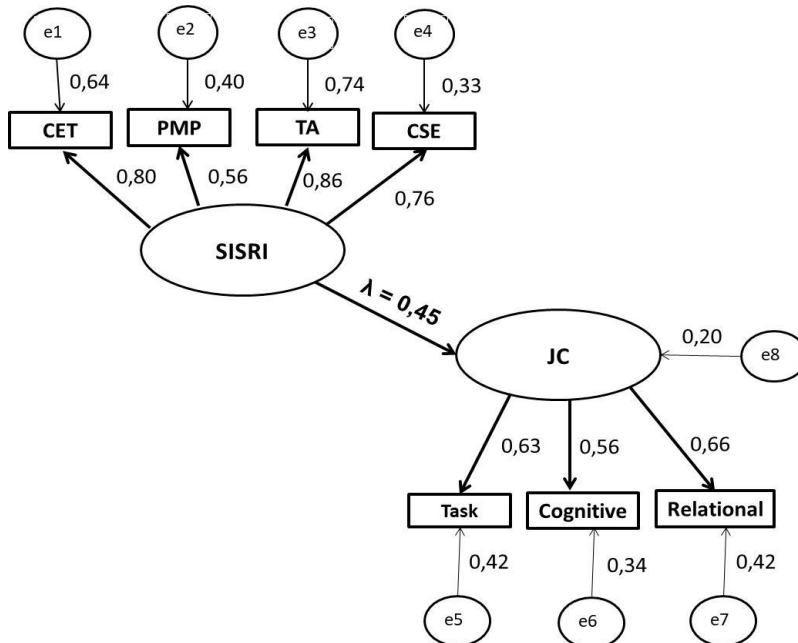 e1
e2
e3
e4
0,64
0,40
0,74
0,33
CET
PMP
TA
CSE
0,80
0,56
0,86
0,76
SISRI
λ = 0,45
JC
0,20
e8
0,63
0,56
0,66
Task
Cognitive
Relational
0,42
0,34
0,42
e5
e6
e7